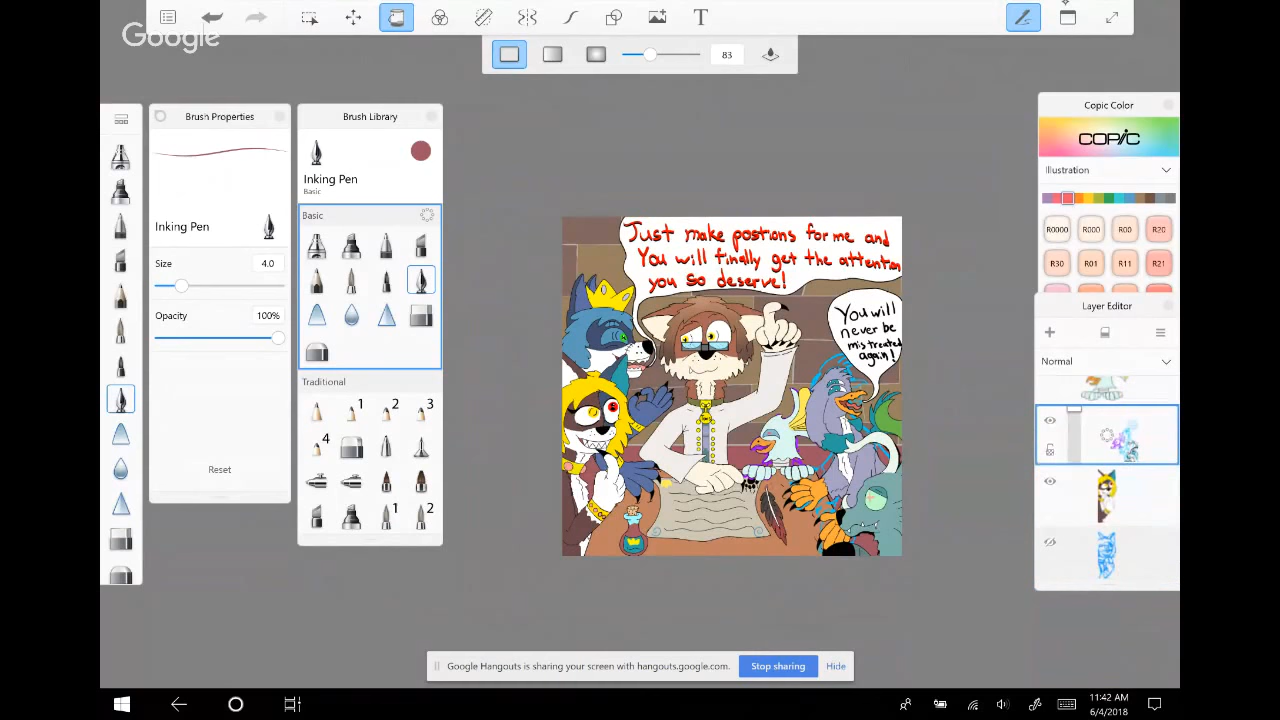 Google
83
Brush Properties
Inking Pen
Size
4.0
Opacity
100%
Reset
Brush Library
Inking Pen
Basic
Basic
Traditional
1
2
3
4
1
2
Just make postions for me and
You will finally get the attention
you so deserve!
You will
never be
mistreated
again!
Copic Color
COPIC
Illustration
R0000
R000
R00
R20
R30
R01
R11
R21
Layer Editor
Normal
Google Hangouts is sharing your screen with hangouts.google.com.
Stop sharing
Hide
11:42 AM
6/4/2018